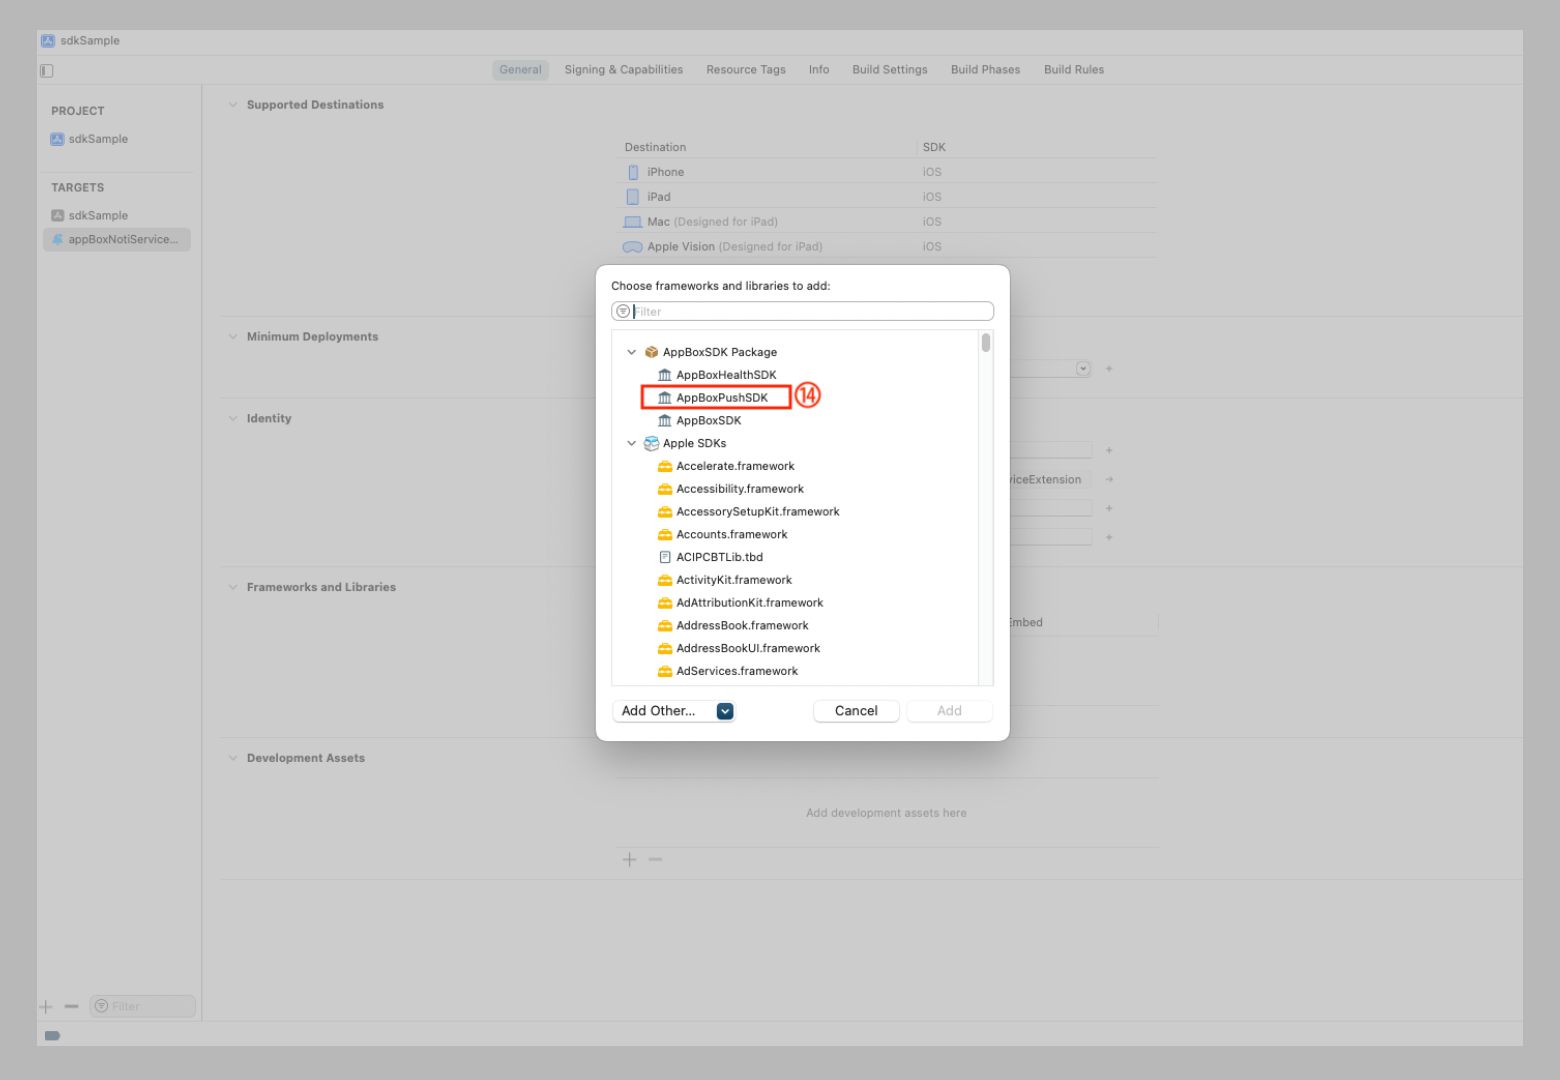 sdkSample
General Signing & Capabilities Resource Tags Info Build Settings Build Phases Build Rules
PROJECT
sdkSample
TARGETS
sdkSample
appBoxNotiService...
Supported Destinations
Destination SDK
iPhone iOS
iPad iOS
Mac (Designed for iPad) iOS
Apple Vision (Designed for iPad) iOS
Minimum Deployments
Identity
viceExtension
Frameworks and Libraries
Embed
Development Assets
Add development assets here
Filter
Choose frameworks and libraries to add:
Filter
AppBoxSDK Package
AppBoxHealthSDK
AppBoxPushSDK ⑭
AppBoxSDK
Apple SDKs
Accelerate.framework
Accessibility.framework
AccessorySetupKit.framework
Accounts.framework
ACIPCBTLib.tbd
ActivityKit.framework
AdAttributionKit.framework
AddressBook.framework
AddressBookUI.framework
AdServices.framework
Add Other... Cancel Add